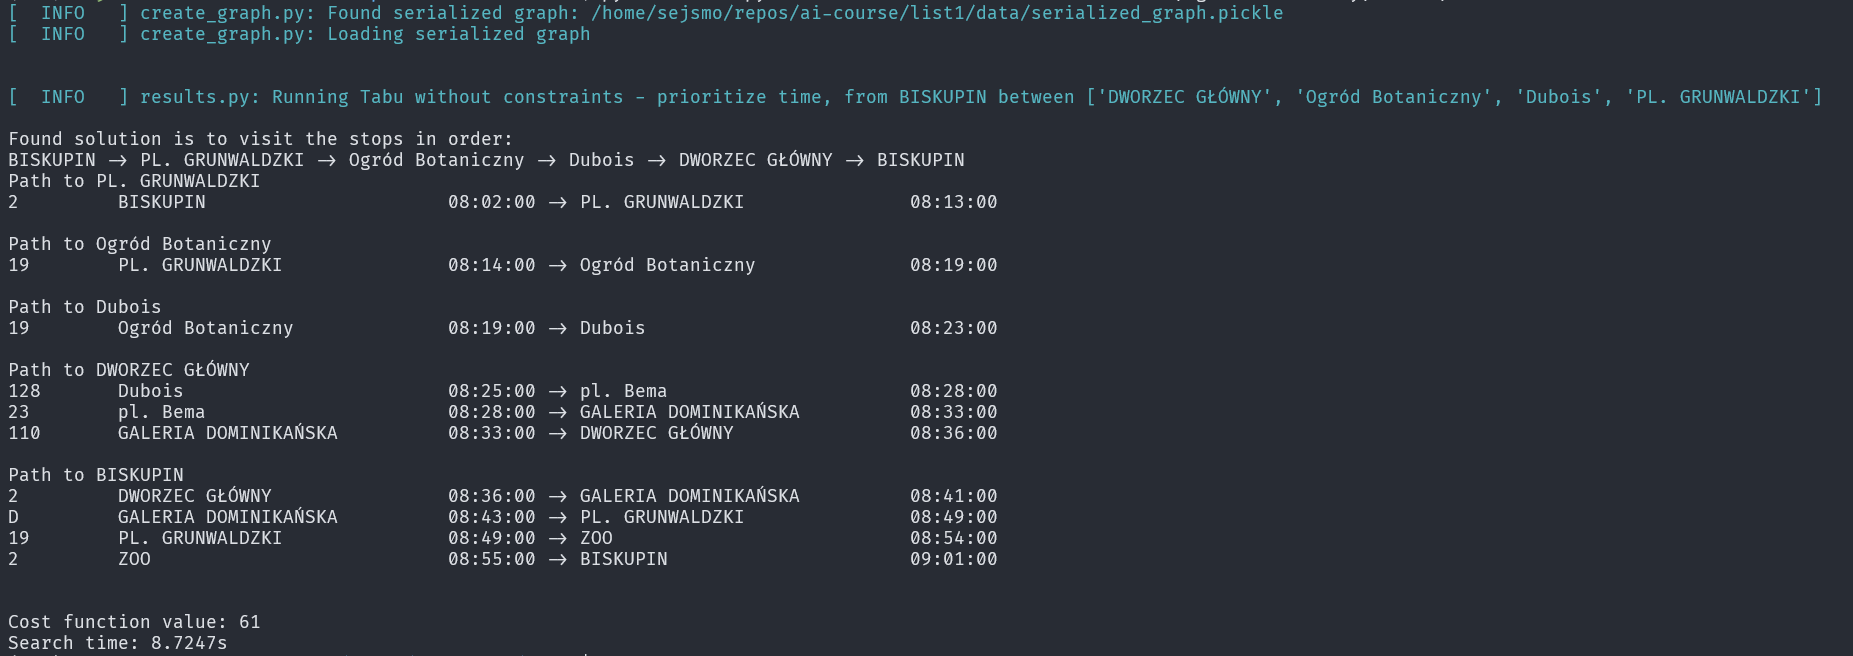 [  INFO   ] create_graph.py: Found serialized graph: /home/sejsmo/repos/ai-course/list1/data/serialized_graph.pickle
[  INFO   ] create_graph.py: Loading serialized graph
[  INFO   ] results.py: Running Tabu without constraints - prioritize time, from BISKUPIN between ['DWORZEC GŁÓWNY', 'Ogród Botaniczny', 'Dubois', 'PL. GRUNWALDZKI']
Found solution is to visit the stops in order:
BISKUPIN -> PL. GRUNWALDZKI -> Ogród Botaniczny -> Dubois -> DWORZEC GŁÓWNY -> BISKUPIN
Path to PL. GRUNWALDZKI
2         BISKUPIN                      08:02:00 -> PL. GRUNWALDZKI               08:13:00
Path to Ogród Botaniczny
19        PL. GRUNWALDZKI               08:14:00 -> Ogród Botaniczny              08:19:00
Path to Dubois
19        Ogród Botaniczny              08:19:00 -> Dubois                        08:23:00
Path to DWORZEC GŁÓWNY
128       Dubois                        08:25:00 -> pl. Bema                      08:28:00
23        pl. Bema                      08:28:00 -> GALERIA DOMINIKAŃSKA          08:33:00
110       GALERIA DOMINIKAŃSKA          08:33:00 -> DWORZEC GŁÓWNY                08:36:00
Path to BISKUPIN
2         DWORZEC GŁÓWNY                08:36:00 -> GALERIA DOMINIKAŃSKA          08:41:00
D         GALERIA DOMINIKAŃSKA          08:43:00 -> PL. GRUNWALDZKI               08:49:00
19        PL. GRUNWALDZKI               08:49:00 -> ZOO                           08:54:00
2         ZOO                           08:55:00 -> BISKUPIN                      09:01:00
Cost function value: 61
Search time: 8.7247s